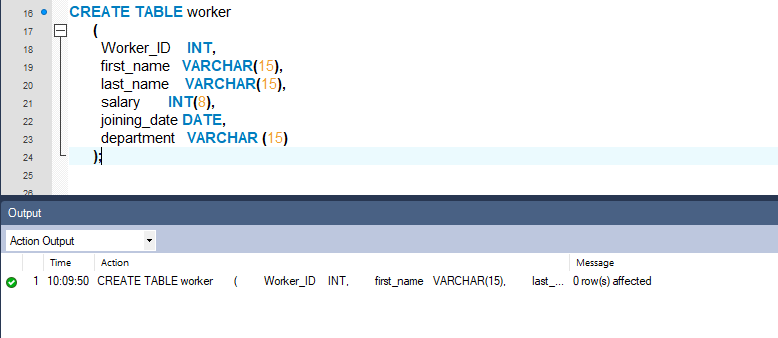 16 CREATE TABLE worker
17 (
18 Worker_ID INT,
19 first_name VARCHAR(15),
20 last_name VARCHAR(15),
21 salary INT(8),
22 joining_date DATE,
23 department VARCHAR (15)
24 );
25
26
Output
Action Output
Time Action Message
1 10:09:50 CREATE TABLE worker ( Worker_ID INT, first_name VARCHAR(15), last_... 0 row(s) affected